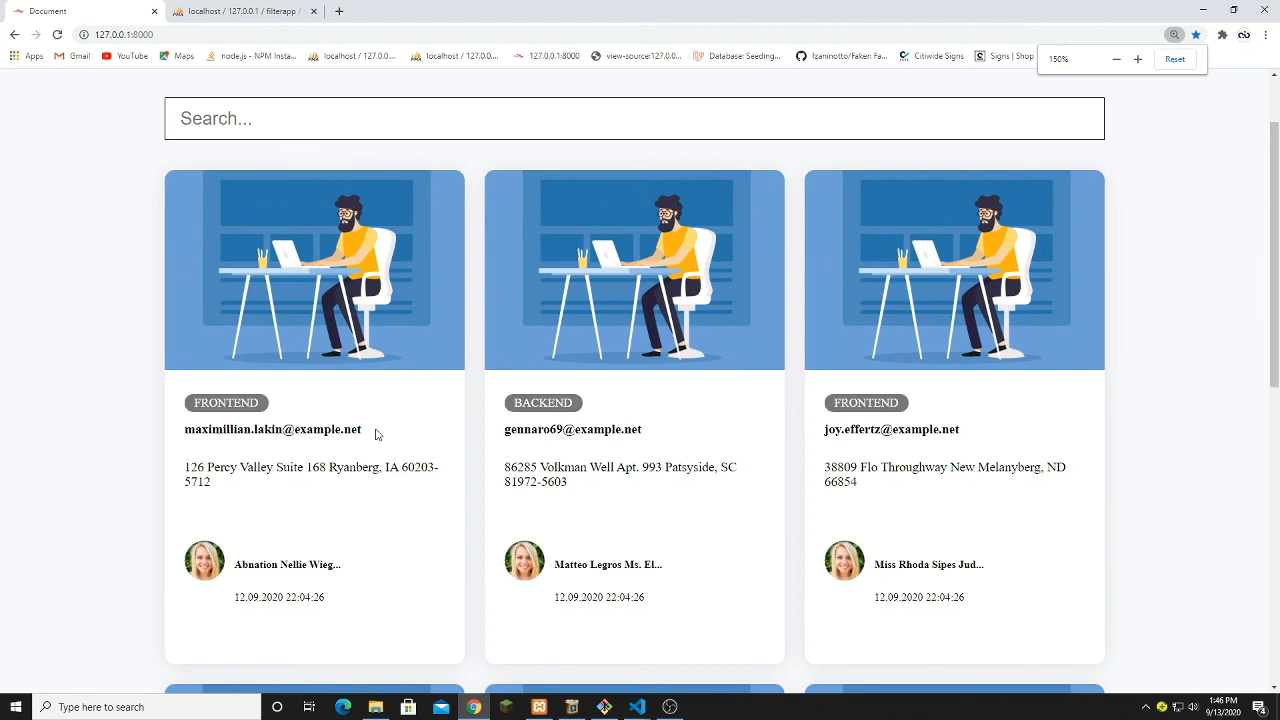 Document
localhost / 127.0.0.1 / filterapp /
127.0.0.1:8000
Apps
Gmail
YouTube
Maps
node.js - NPM Insta...
localhost / 127.0.0....
localhost / 127.0.0....
127.0.0.1:8000
view-source:127.0.0...
Database: Seeding...
fzaninotto/Faker: Fa...
Citiwide Signs
Signs | Shop
150%
Reset
Search...
FRONTEND
maximillian.lakin@example.net
126 Percy Valley Suite 168 Ryanberg, IA 60203-
5712
Abnation Nellie Wieg...
12.09.2020 22:04:26
BACKEND
gennaro69@example.net
86285 Volkman Well Apt. 993 Patsyside, SC
81972-5603
Matteo Legros Ms. El...
12.09.2020 22:04:26
FRONTEND
joy.effertz@example.net
38809 Flo Throughway New Melanyberg, ND
66854
Miss Rhoda Sipes Jud...
12.09.2020 22:04:26
Type here to search
1:46 PM
9/13/2020